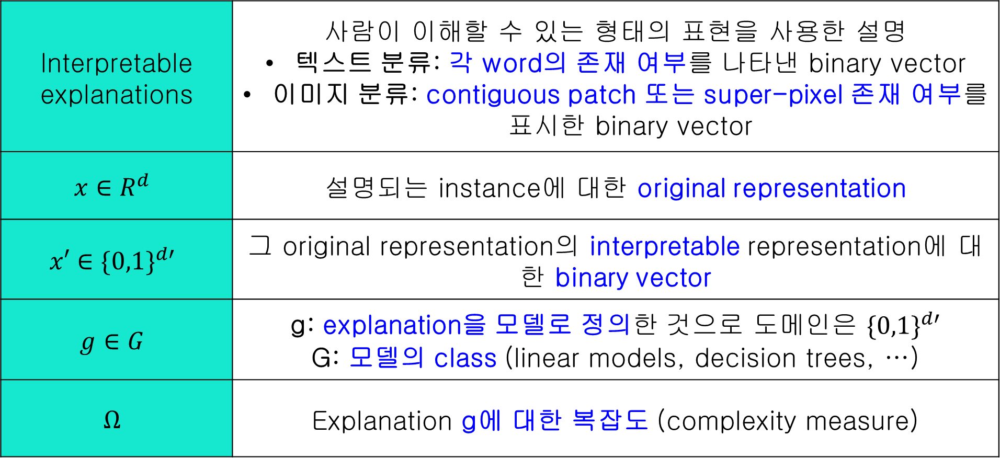 Interpretable
explanations
사람이 이해할 수 있는 형태의 표현을 사용한 설명
• 텍스트 분류: 각 word의 존재 여부를 나타낸 binary vector
• 이미지 분류: contiguous patch 또는 super-pixel 존재 여부를
표시한 binary vector
x ∈ R^d
설명되는 instance에 대한 original representation
x′ ∈ {0,1}^d′
그 original representation의 interpretable representation에 대
한 binary vector
g ∈ G
g: explanation을 모델로 정의한 것으로 도메인은 {0,1}^d′
G: 모델의 class (linear models, decision trees, …)
Ω
Explanation g에 대한 복잡도 (complexity measure)